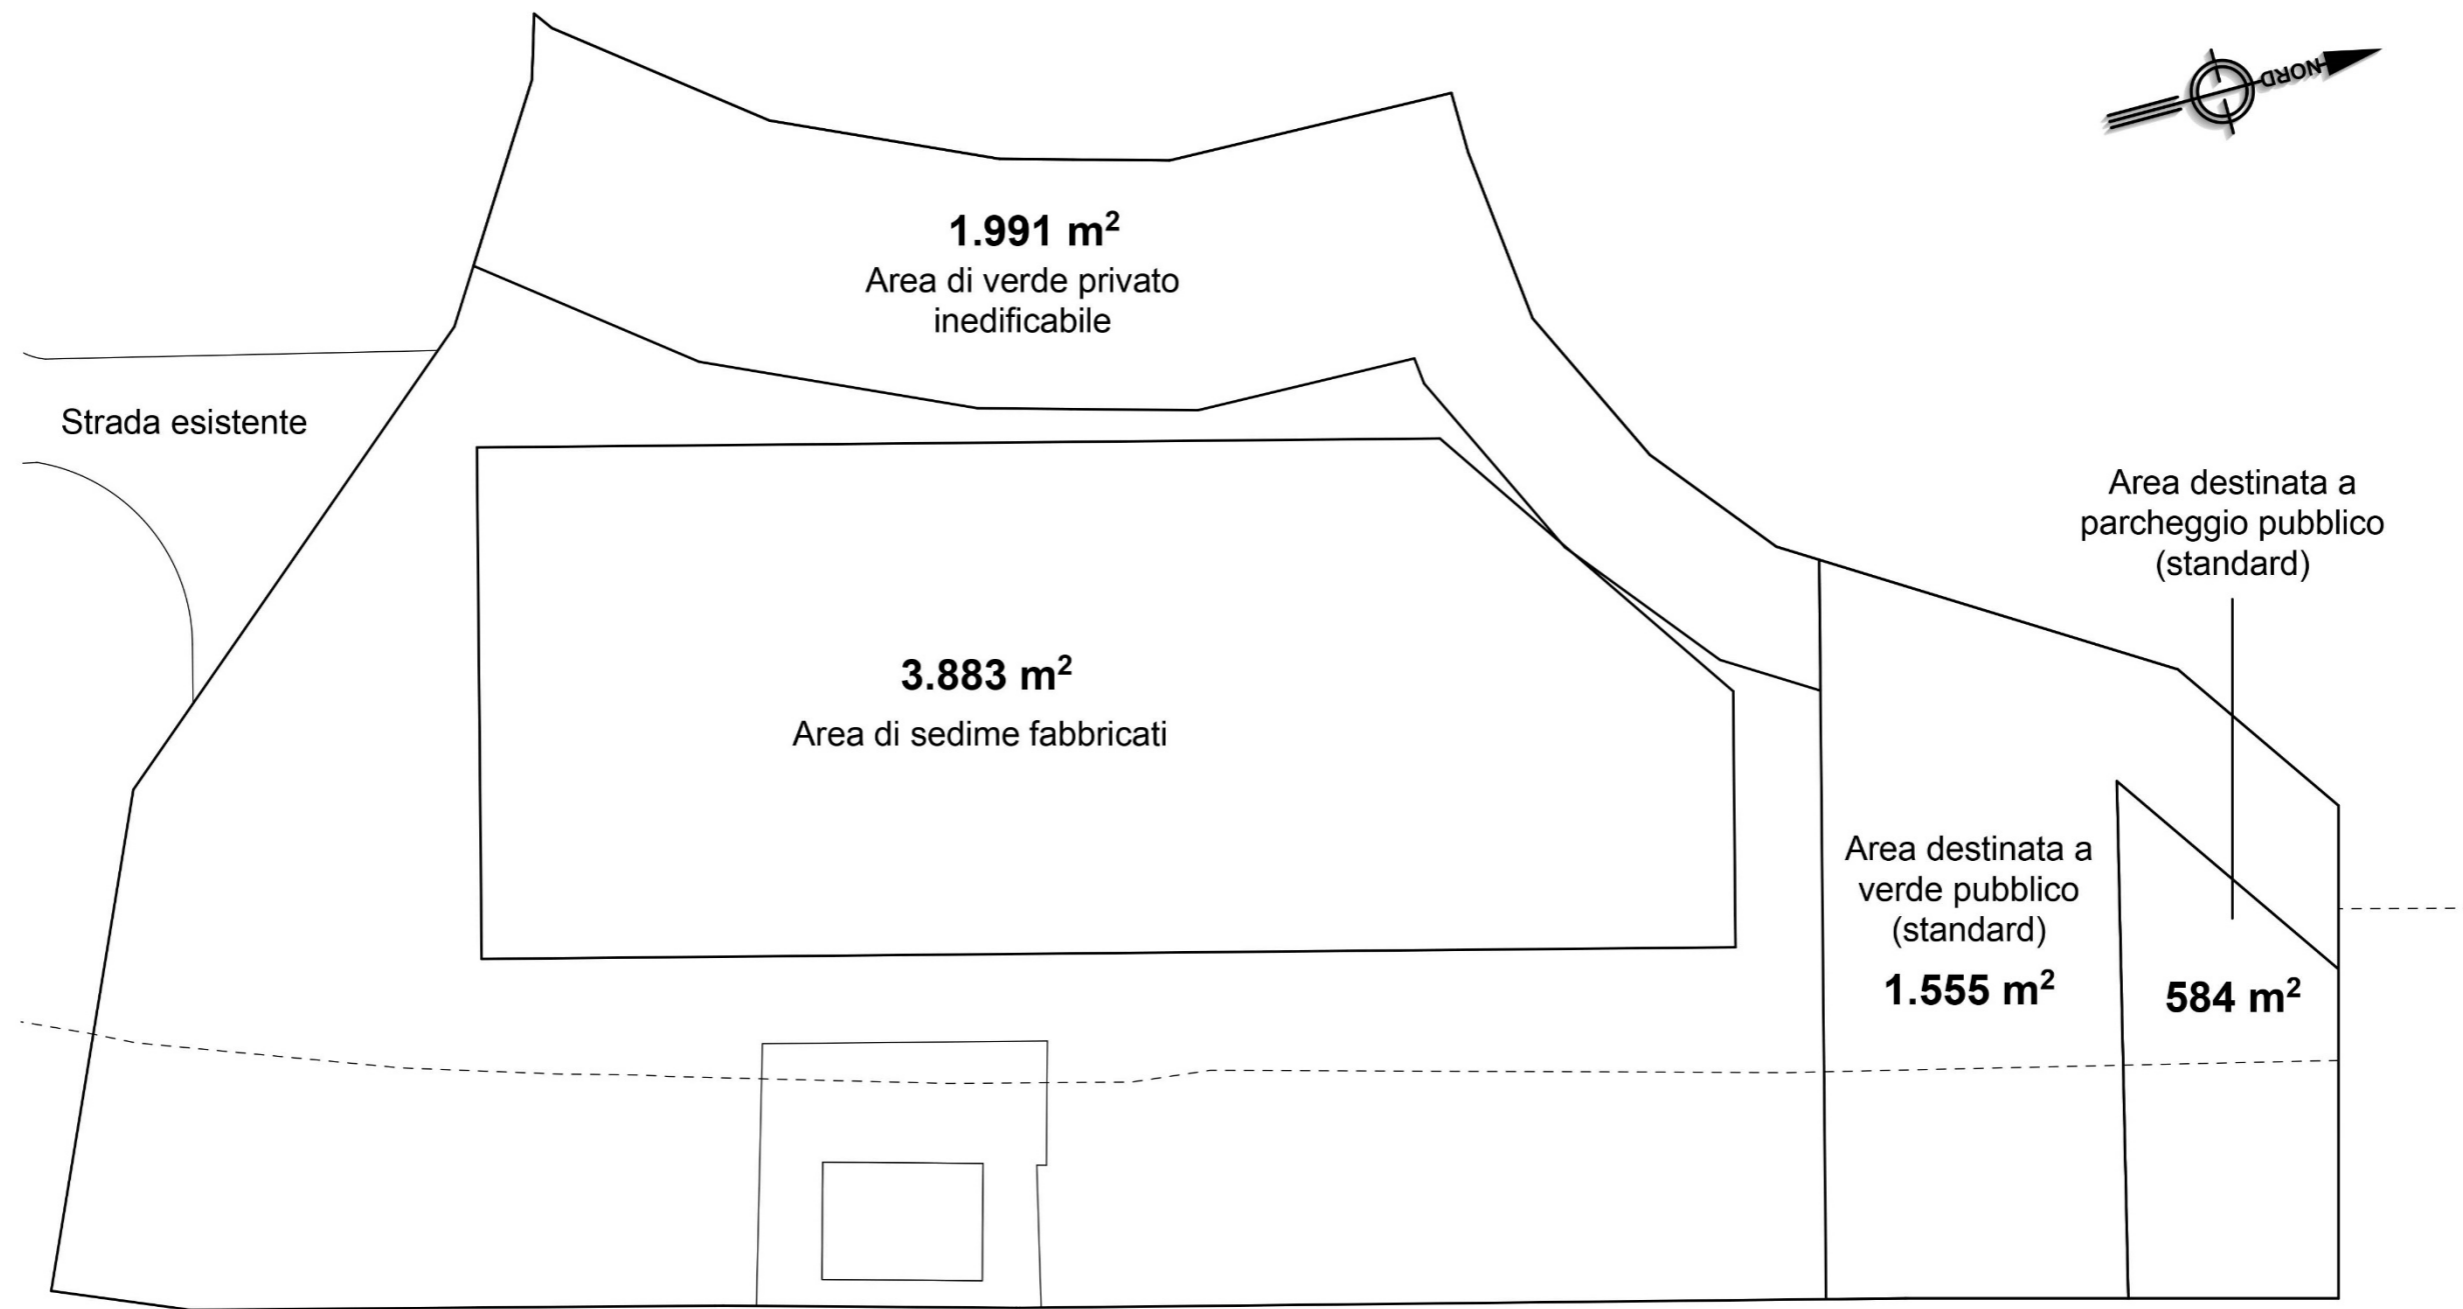 NORD
1.991 m²
Area di verde privato
inedificabile
Strada esistente
Area destinata a
parcheggio pubblico
(standard)
3.883 m²
Area di sedime fabbricati
Area destinata a
verde pubblico
(standard)
1.555 m²
584 m²